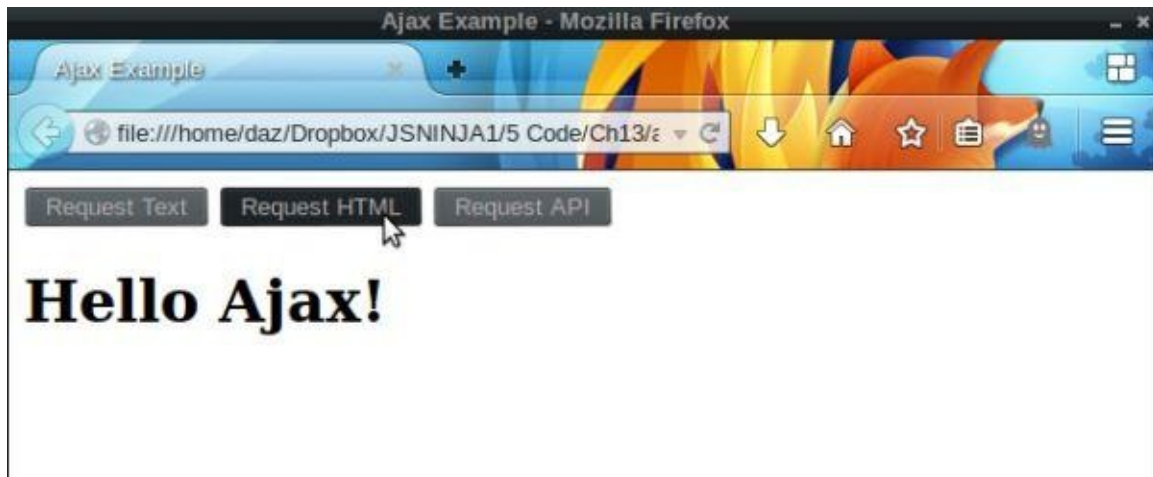 Ajax Example - Mozilla Firefox
Ajax Example
file:///home/daz/Dropbox/JSNINJA1/5 Code/Ch13/a
Request Text Request HTML Request API
Hello Ajax!